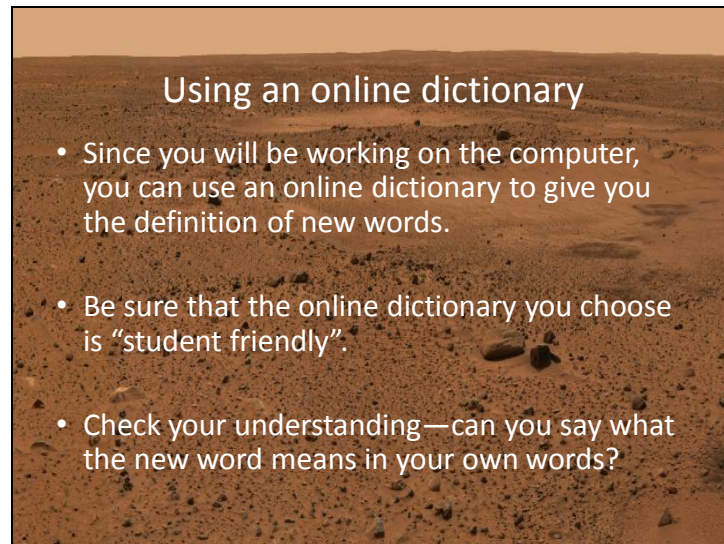 Using an online dictionary
• Since you will be working on the computer,
you can use an online dictionary to give you
the definition of new words.
• Be sure that the online dictionary you choose
is “student friendly”.
• Check your understanding—can you say what
the new word means in your own words?